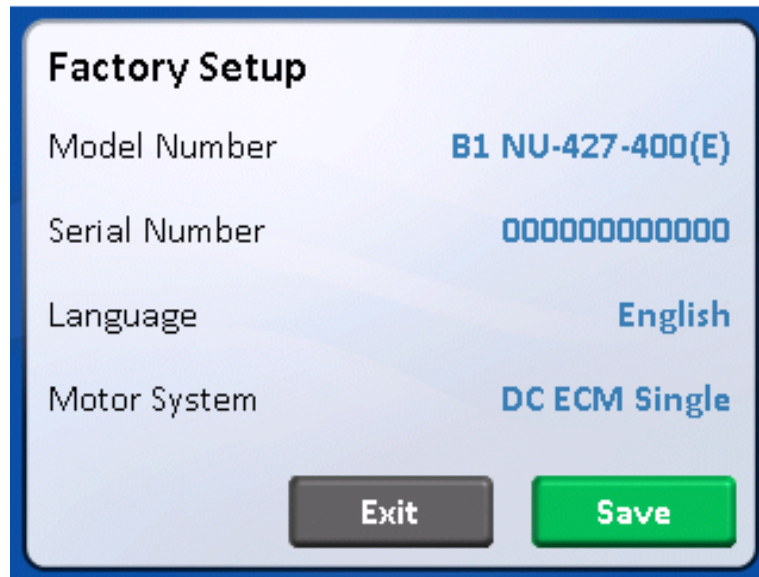 Factory Setup
Model Number B1 NU-427-400(E)
Serial Number 000000000000
Language English
Motor System DC ECM Single
Exit Save